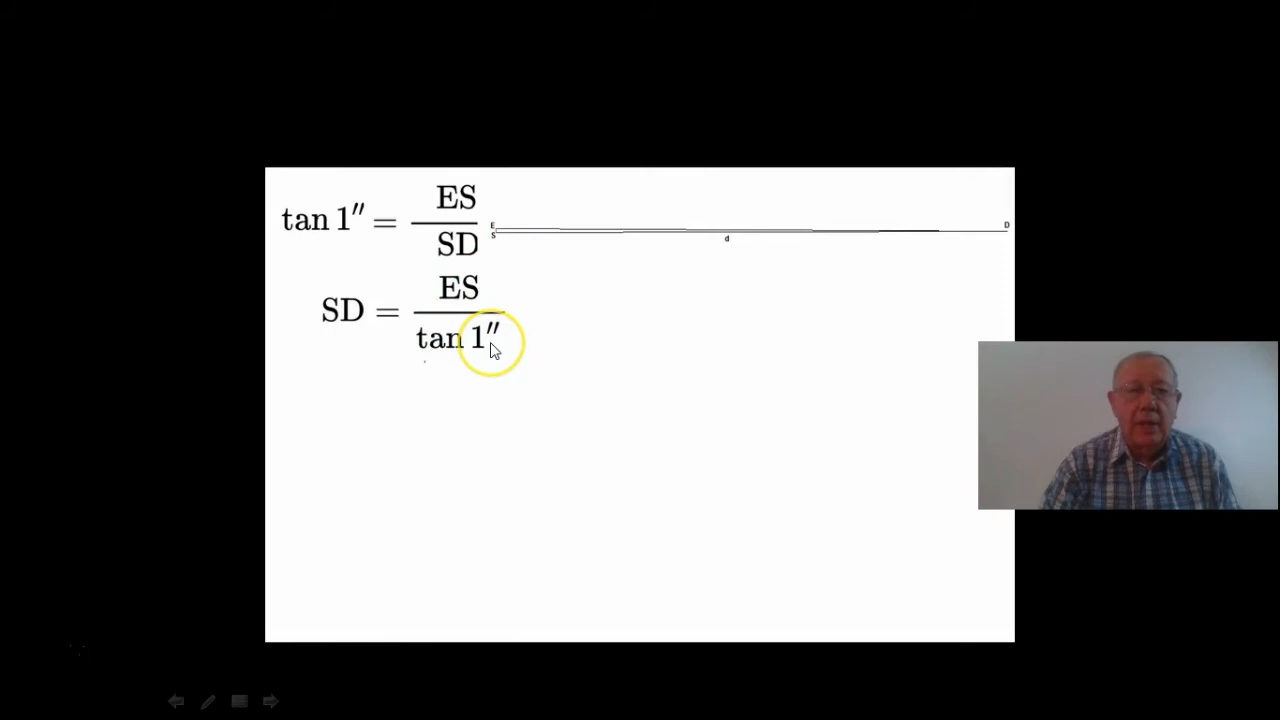 tan 1″ = ES / SD
E
S
d
D
SD = ES / tan 1″